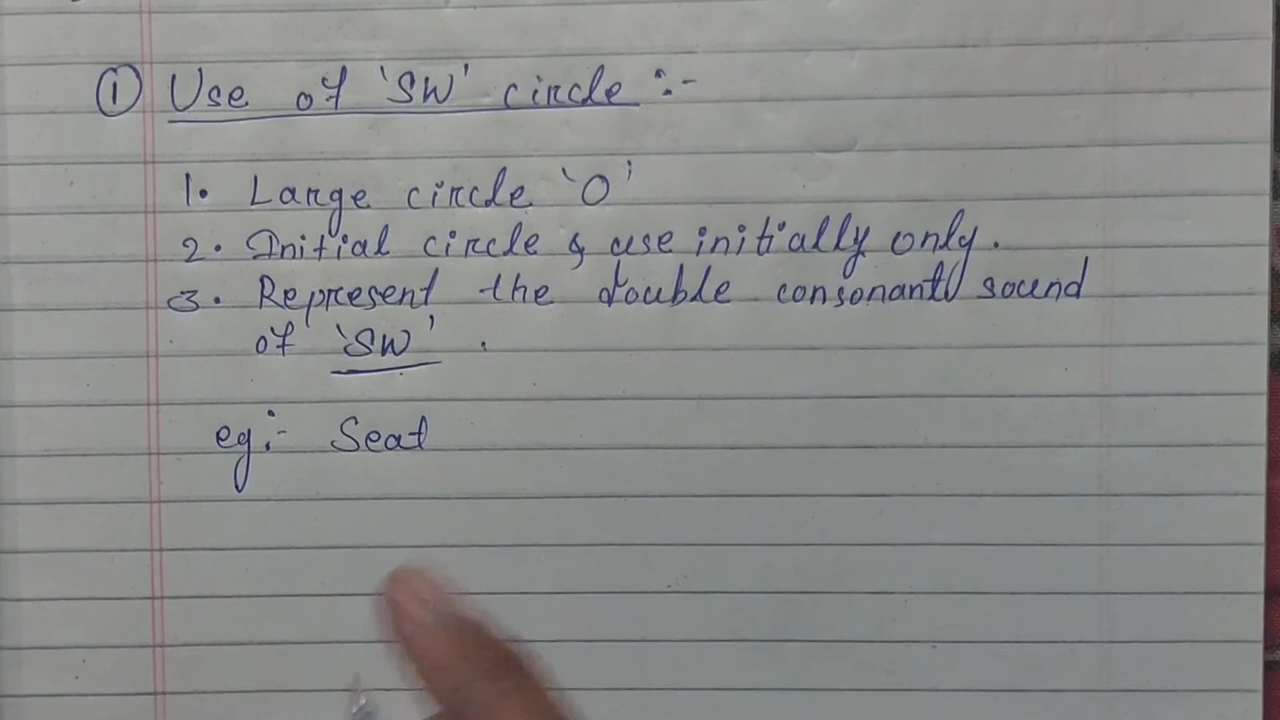 ① Use of 'SW' circle :-
1. Large circle 'O'
2. Initial circle & use initially only.
3. Represent the double consonant sound
of 'SW' .
eg:- Seat